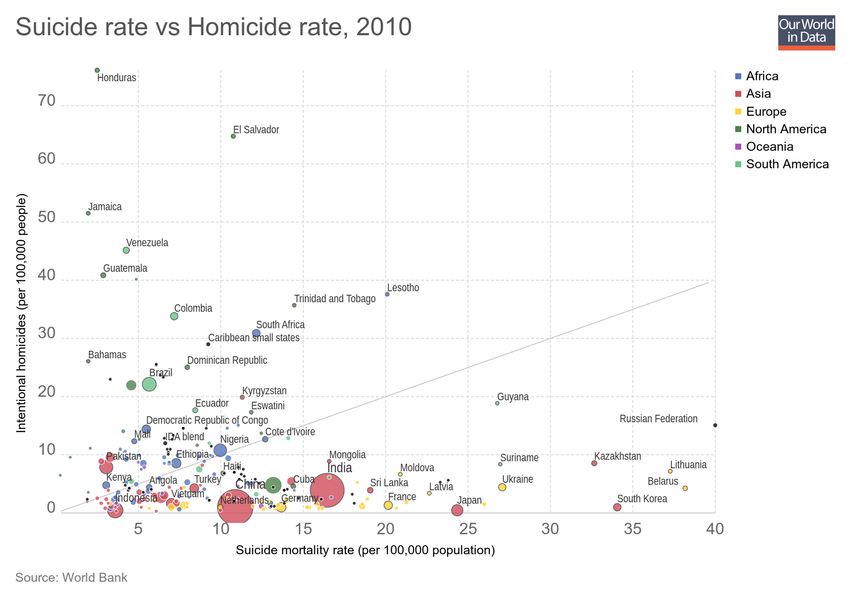 Suicide rate vs Homicide rate, 2010
Our World
in Data
Africa
Asia
Europe
North America
Oceania
South America
Intentional homicides (per 100,000 people)
70
60
50
40
30
20
10
0
Honduras
El Salvador
Jamaica
Venezuela
Guatemala
Lesotho
Trinidad and Tobago
Colombia
South Africa
Caribbean small states
Bahamas
Dominican Republic
Brazil
Kyrgyzstan
Guyana
Ecuador
Eswatini
Russian Federation
Democratic Republic of Congo
Mali
IDA blend
Nigeria
Cote d'Ivoire
Pakistan
Ethiopia
Haiti
Mongolia
India
Moldova
Suriname
Kazakhstan
Lithuania
Kenya
Angola
Turkey
China
Cuba
Sri Lanka
Latvia
Ukraine
Belarus
Indonesia
Vietnam
Netherlands
Germany
France
Japan
South Korea
5
10
15
20
25
30
35
40
Suicide mortality rate (per 100,000 population)
Source: World Bank